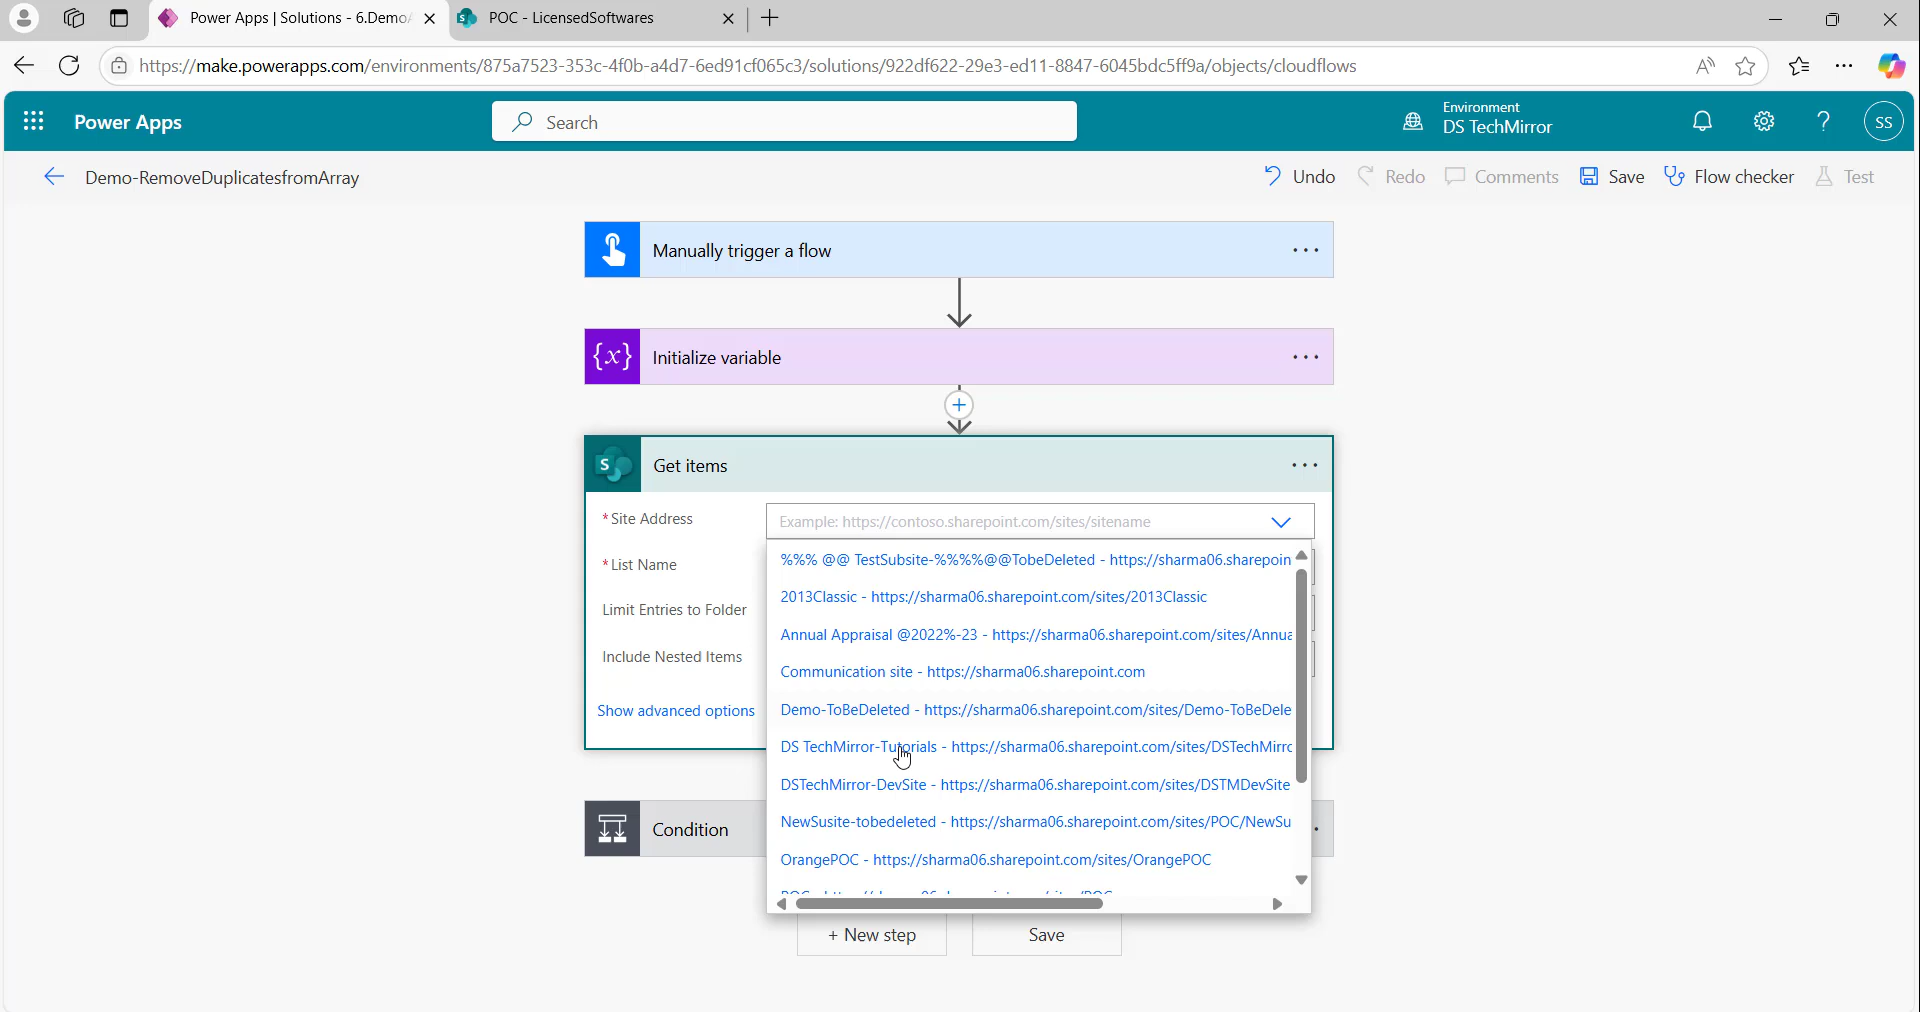 Power Apps | Solutions - 6.Demo
POC - LicensedSoftwares
https://make.powerapps.com/environments/875a7523-353c-4f0b-a4d7-6ed91cf065c3/solutions/922df622-29e3-ed11-8847-6045bdc5ff9a/objects/cloudflows
Power Apps
Search
Environment
DS TechMirror
SS
Demo-RemoveDuplicatesfromArray
Undo
Redo
Comments
Save
Flow checker
Test
Manually trigger a flow
{x} Initialize variable
S Get items
* Site Address
Example: https://contoso.sharepoint.com/sites/sitename
%%% @@ TestSubsite-%%%%@@TobeDeleted - https://sharma06.sharepoin
* List Name
2013Classic - https://sharma06.sharepoint.com/sites/2013Classic
Limit Entries to Folder
Annual Appraisal @2022%-23 - https://sharma06.sharepoint.com/sites/Annua
Include Nested Items
Communication site - https://sharma06.sharepoint.com
Show advanced options
Demo-ToBeDeleted - https://sharma06.sharepoint.com/sites/Demo-ToBeDele
DS TechMirror-Tutorials - https://sharma06.sharepoint.com/sites/DSTechMirro
DSTechMirror-DevSite - https://sharma06.sharepoint.com/sites/DSTMDevSite
NewSusite-tobedeleted - https://sharma06.sharepoint.com/sites/POC/NewSu
Condition
OrangePOC - https://sharma06.sharepoint.com/sites/OrangePOC
+ New step
Save